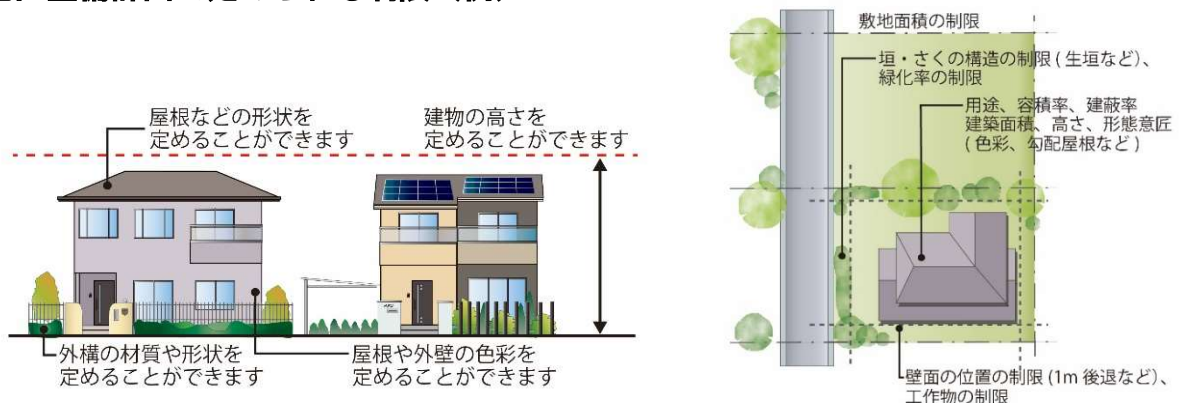 屋根などの形状を
定めることができます
建物の高さを
定めることができます
外構の材質や形状を
定めることができます
屋根や外壁の色彩を
定めることができます
敷地面積の制限
垣・さくの構造の制限(生垣など)、
緑化率の制限
用途、容積率、建蔽率
建築面積、高さ、形態意匠
(色彩、勾配屋根など)
壁面の位置の制限(1m 後退など)、
工作物の制限